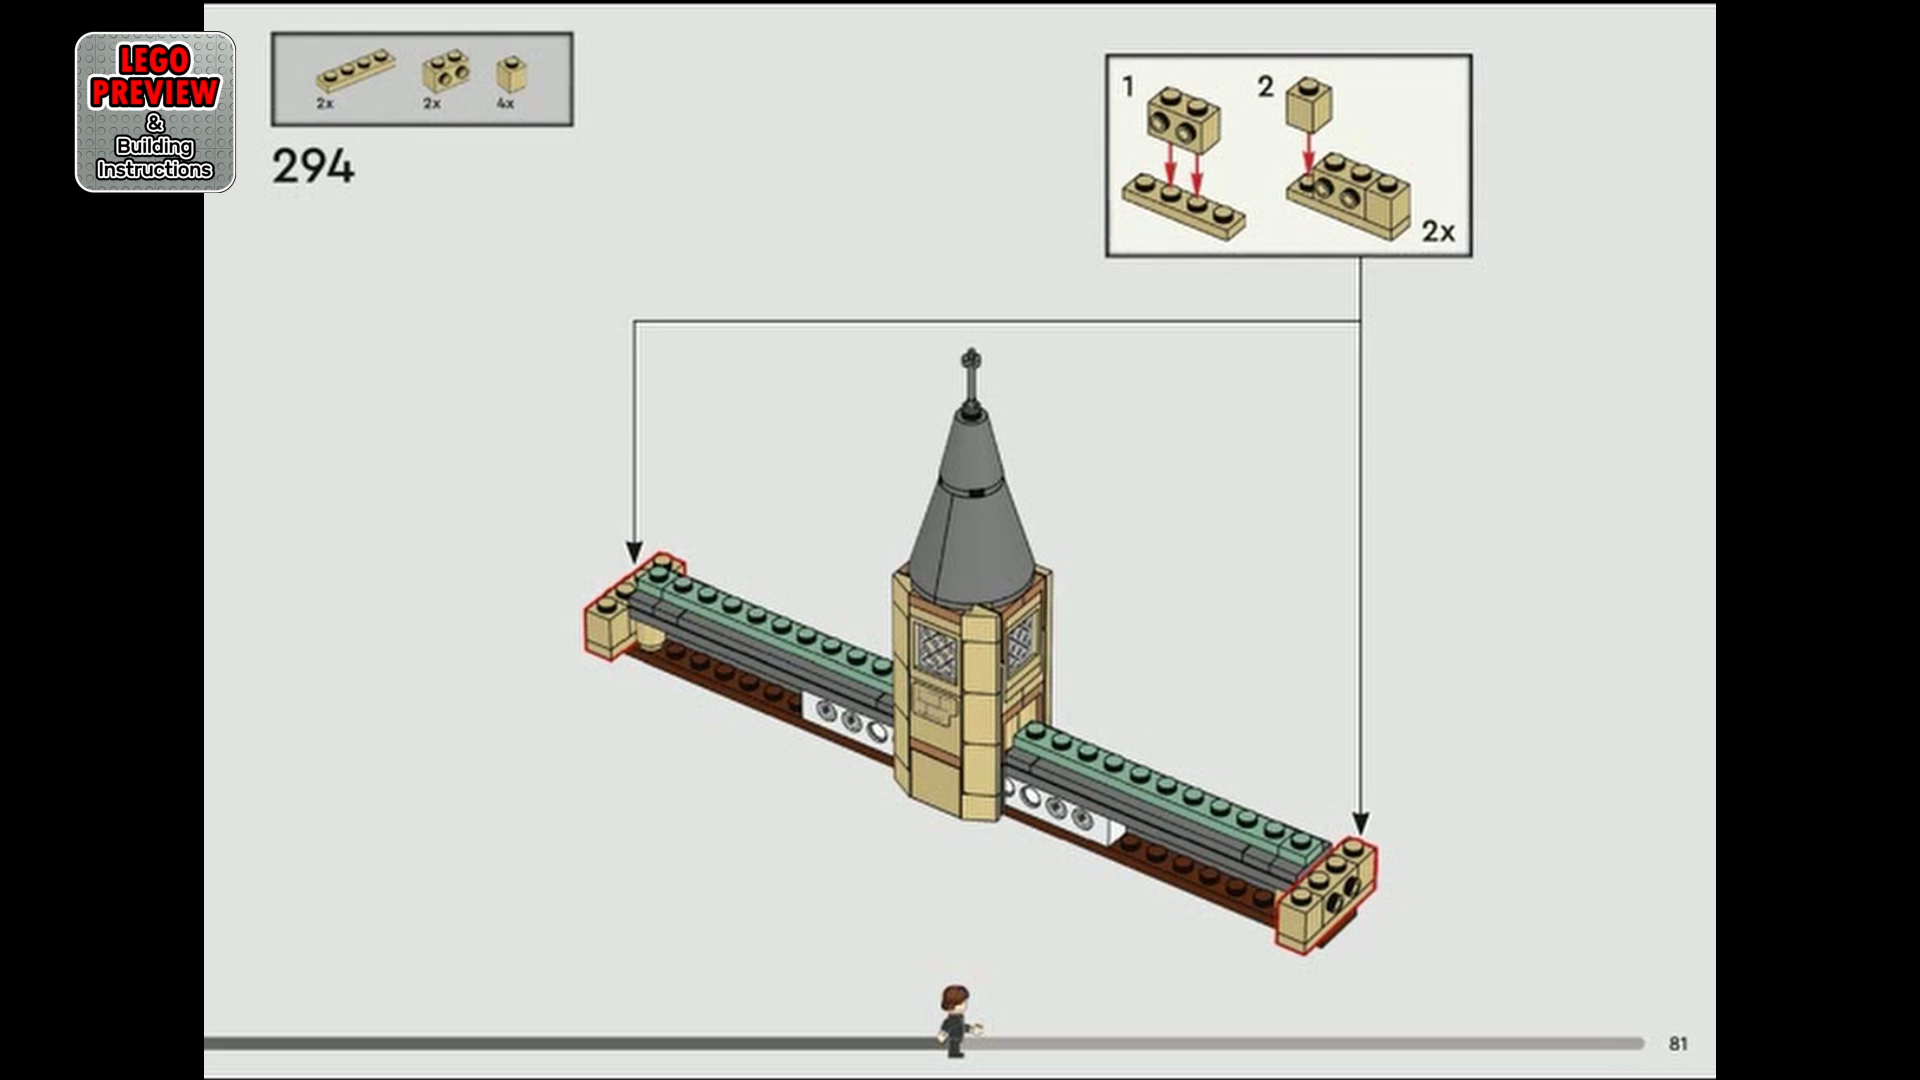 LEGO
PREVIEW
&
Building
Instructions
2x
2x
4x
294
1
2
2x
81